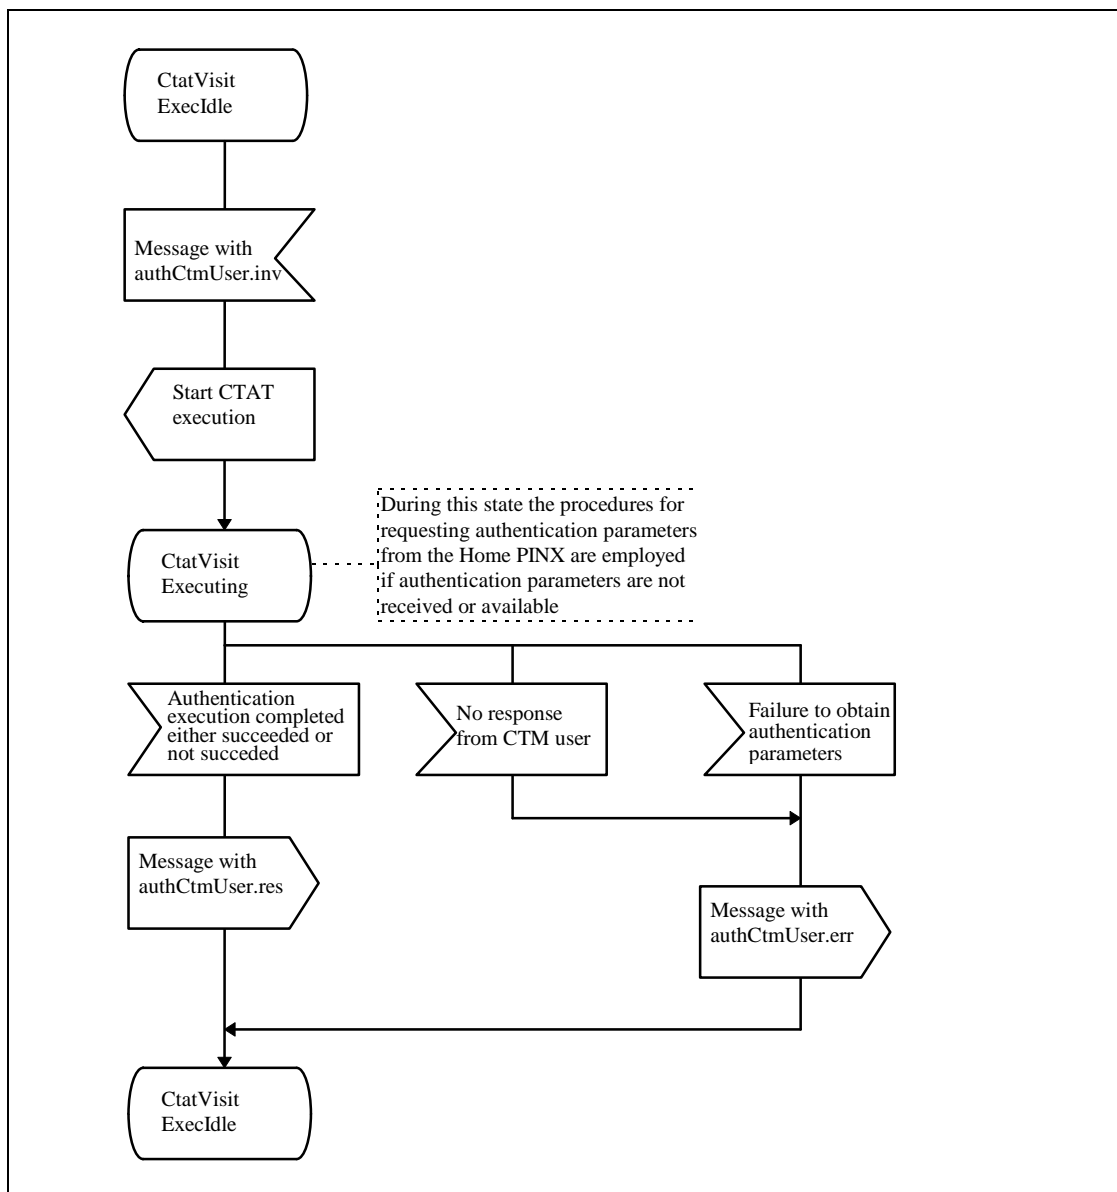 CtatVisit
ExecIdle
Message with
authCtmUser.inv
Start CTAT
execution
During this state the procedures for
requesting authentication parameters
from the Home PINX are employed
if authentication parameters are not
received or available
CtatVisit
Executing
Authentication
execution completed
either succeeded or
not succeded
No response
from CTM user
Failure to obtain
authentication
parameters
Message with
authCtmUser.res
Message with
authCtmUser.err
CtatVisit
ExecIdle